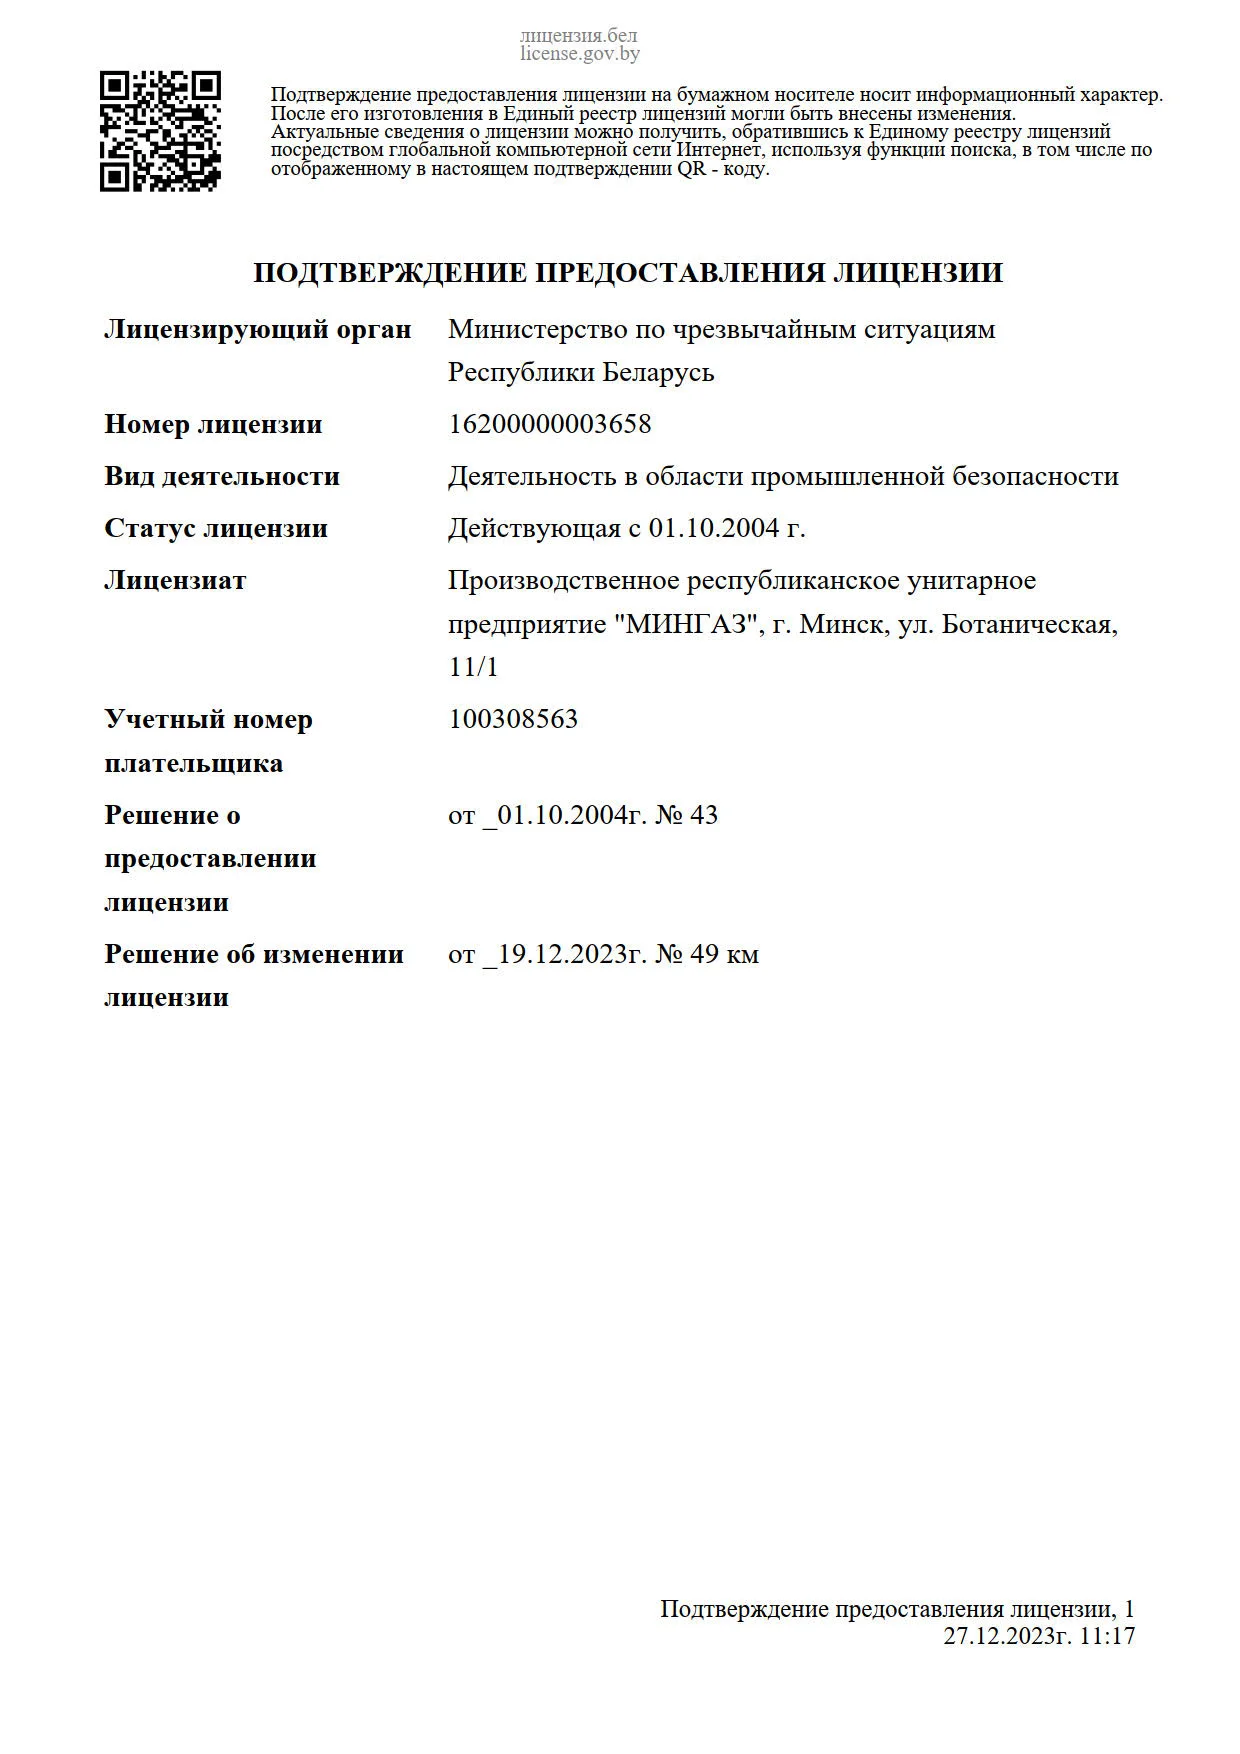 лицензия.бел
license.gov.by
Подтверждение предоставления лицензии на бумажном носителе носит информационный характер.
После его изготовления в Единый реестр лицензий могли быть внесены изменения.
Актуальные сведения о лицензии можно получить, обратившись к Единому реестру лицензий
посредством глобальной компьютерной сети Интернет, используя функции поиска, в том числе по
отображенному в настоящем подтверждении QR - коду.
ПОДТВЕРЖДЕНИЕ ПРЕДОСТАВЛЕНИЯ ЛИЦЕНЗИИ
Лицензирующий орган Министерство по чрезвычайным ситуациям
Республики Беларусь
Номер лицензии 16200000003658
Вид деятельности Деятельность в области промышленной безопасности
Статус лицензии Действующая с 01.10.2004 г.
Лицензиат Производственное республиканское унитарное
предприятие "МИНГАЗ", г. Минск, ул. Ботаническая,
11/1
Учетный номер 100308563
плательщика
Решение о от _01.10.2004г. № 43
предоставлении
лицензии
Решение об изменении от _19.12.2023г. № 49 км
лицензии
Подтверждение предоставления лицензии, 1
27.12.2023г. 11:17